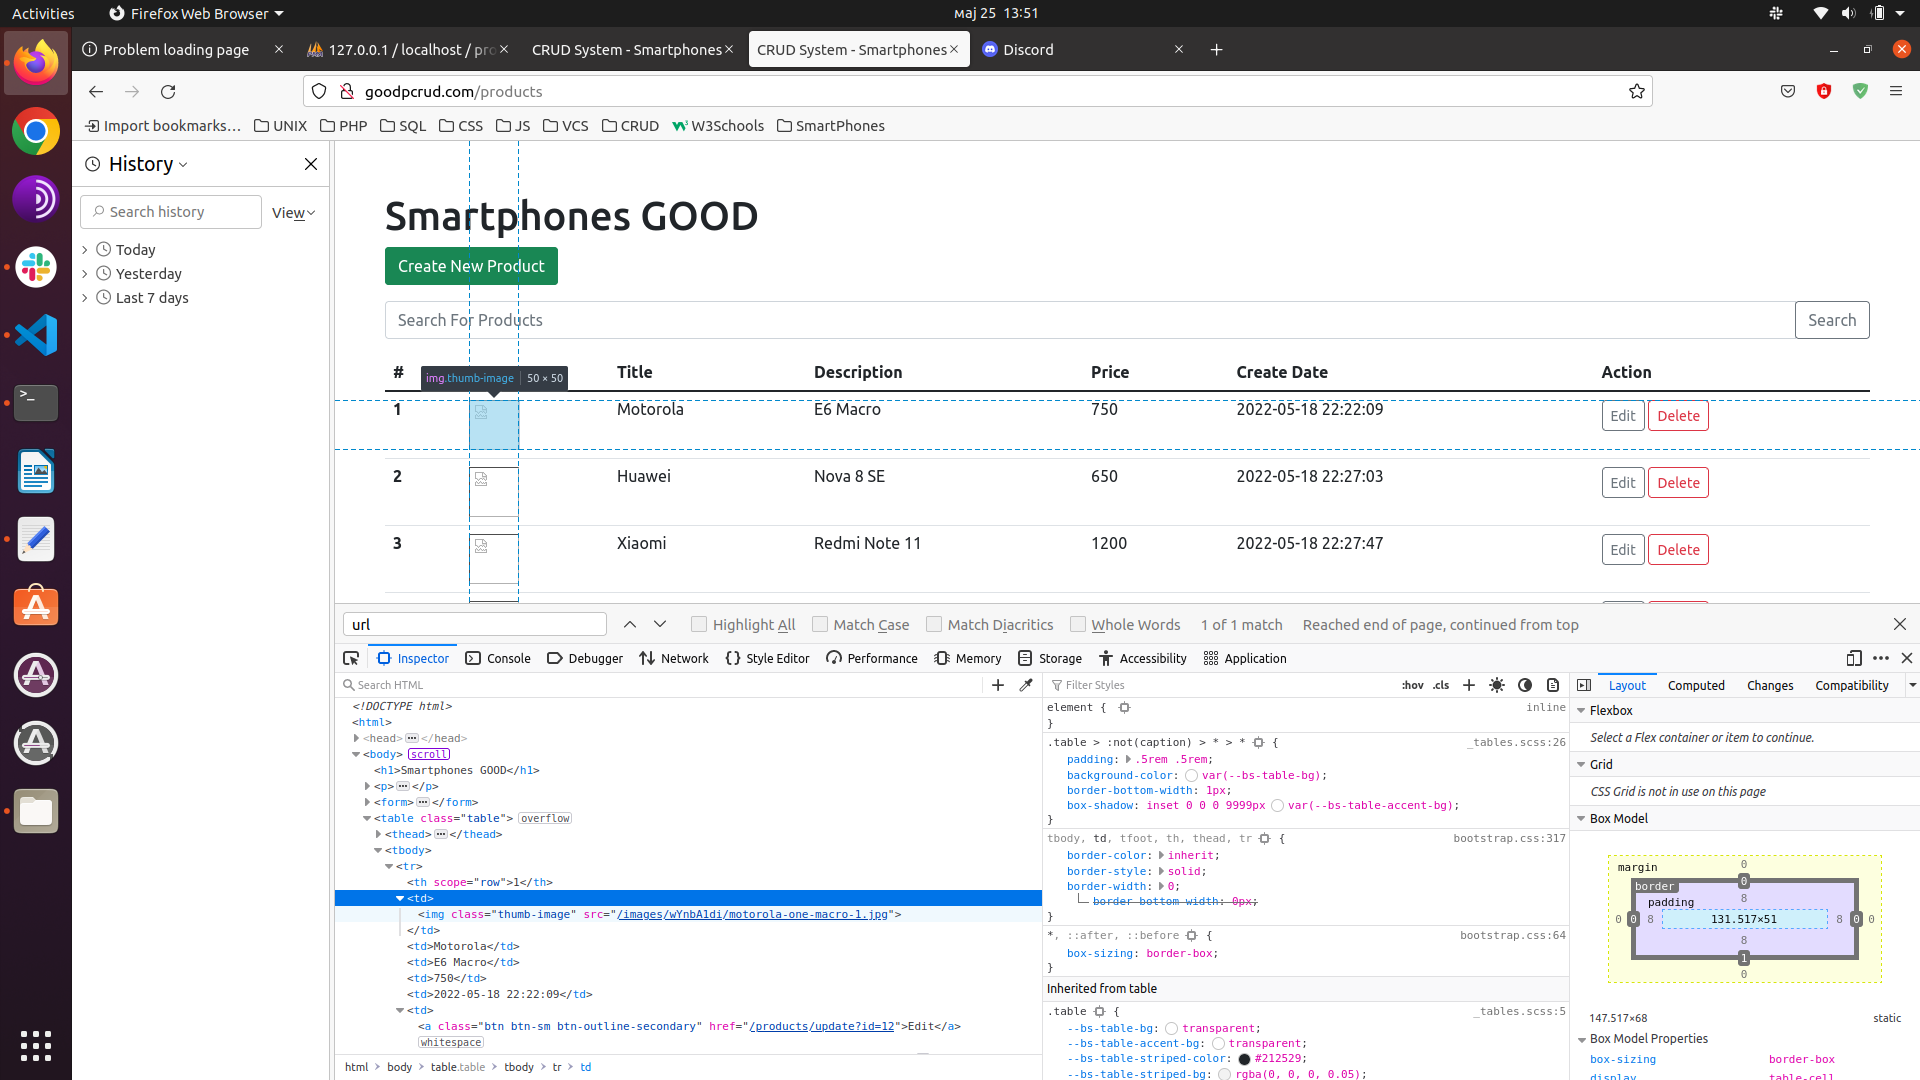 Activities
Firefox Web Browser
мај 25 13:51
Problem loading page
127.0.0.1 / localhost / pro
CRUD System - Smartphones
CRUD System - Smartphones
Discord
goodpcrud.com/products
Import bookmarks...
UNIX
PHP
SQL
CSS
JS
VCS
CRUD
W3Schools
SmartPhones
History
Search history
View
Today
Yesterday
Last 7 days
Smartphones GOOD
Create New Product
Search For Products
Search
# Title Description Price Create Date Action
img.thumb-image 50 × 50
1 Motorola E6 Macro 750 2022-05-18 22:22:09 Edit Delete
2 Huawei Nova 8 SE 650 2022-05-18 22:27:03 Edit Delete
3 Xiaomi Redmi Note 11 1200 2022-05-18 22:27:47 Edit Delete
url
Highlight All
Match Case
Match Diacritics
Whole Words
1 of 1 match
Reached end of page, continued from top
Inspector
Console
Debugger
Network
Style Editor
Performance
Memory
Storage
Accessibility
Application
Search HTML
<!DOCTYPE html>
<html>
<head> ••• </head>
<body> scroll
<h1>Smartphones GOOD</h1>
<p> ••• </p>
<form> ••• </form>
<table class="table"> overflow
<thead> ••• </thead>
<tbody>
<tr>
<th scope="row">1</th>
<td>
<img class="thumb-image" src="/images/wYnbA1di/motorola-one-macro-1.jpg">
</td>
<td>Motorola</td>
<td>E6 Macro</td>
<td>750</td>
<td>2022-05-18 22:22:09</td>
<td>
<a class="btn btn-sm btn-outline-secondary" href="/products/update?id=12">Edit</a>
whitespace
html > body > table.table > tbody > tr > td
Filter Styles
:hov .cls
element { inline
}
.table > :not(caption) > * > * { _tables.scss:26
padding: .5rem .5rem;
background-color: var(--bs-table-bg);
border-bottom-width: 1px;
box-shadow: inset 0 0 0 9999px var(--bs-table-accent-bg);
}
tbody, td, tfoot, th, thead, tr { bootstrap.css:317
border-color: inherit;
border-style: solid;
border-width: 0;
border-bottom-width: 0px;
}
*, ::after, ::before { bootstrap.css:64
box-sizing: border-box;
}
Inherited from table
.table { _tables.scss:5
--bs-table-bg: transparent;
--bs-table-accent-bg: transparent;
--bs-table-striped-color: #212529;
--bs-table-striped-bg: rgba(0, 0, 0, 0.05);
Layout
Computed
Changes
Compatibility
Flexbox
Select a Flex container or item to continue.
Grid
CSS Grid is not in use on this page
Box Model
margin 0
border 0
padding 8
0 0 8 131.517×51 8 0 0
8
1
0
147.517×68 static
Box Model Properties
box-sizing border-box
display table-cell